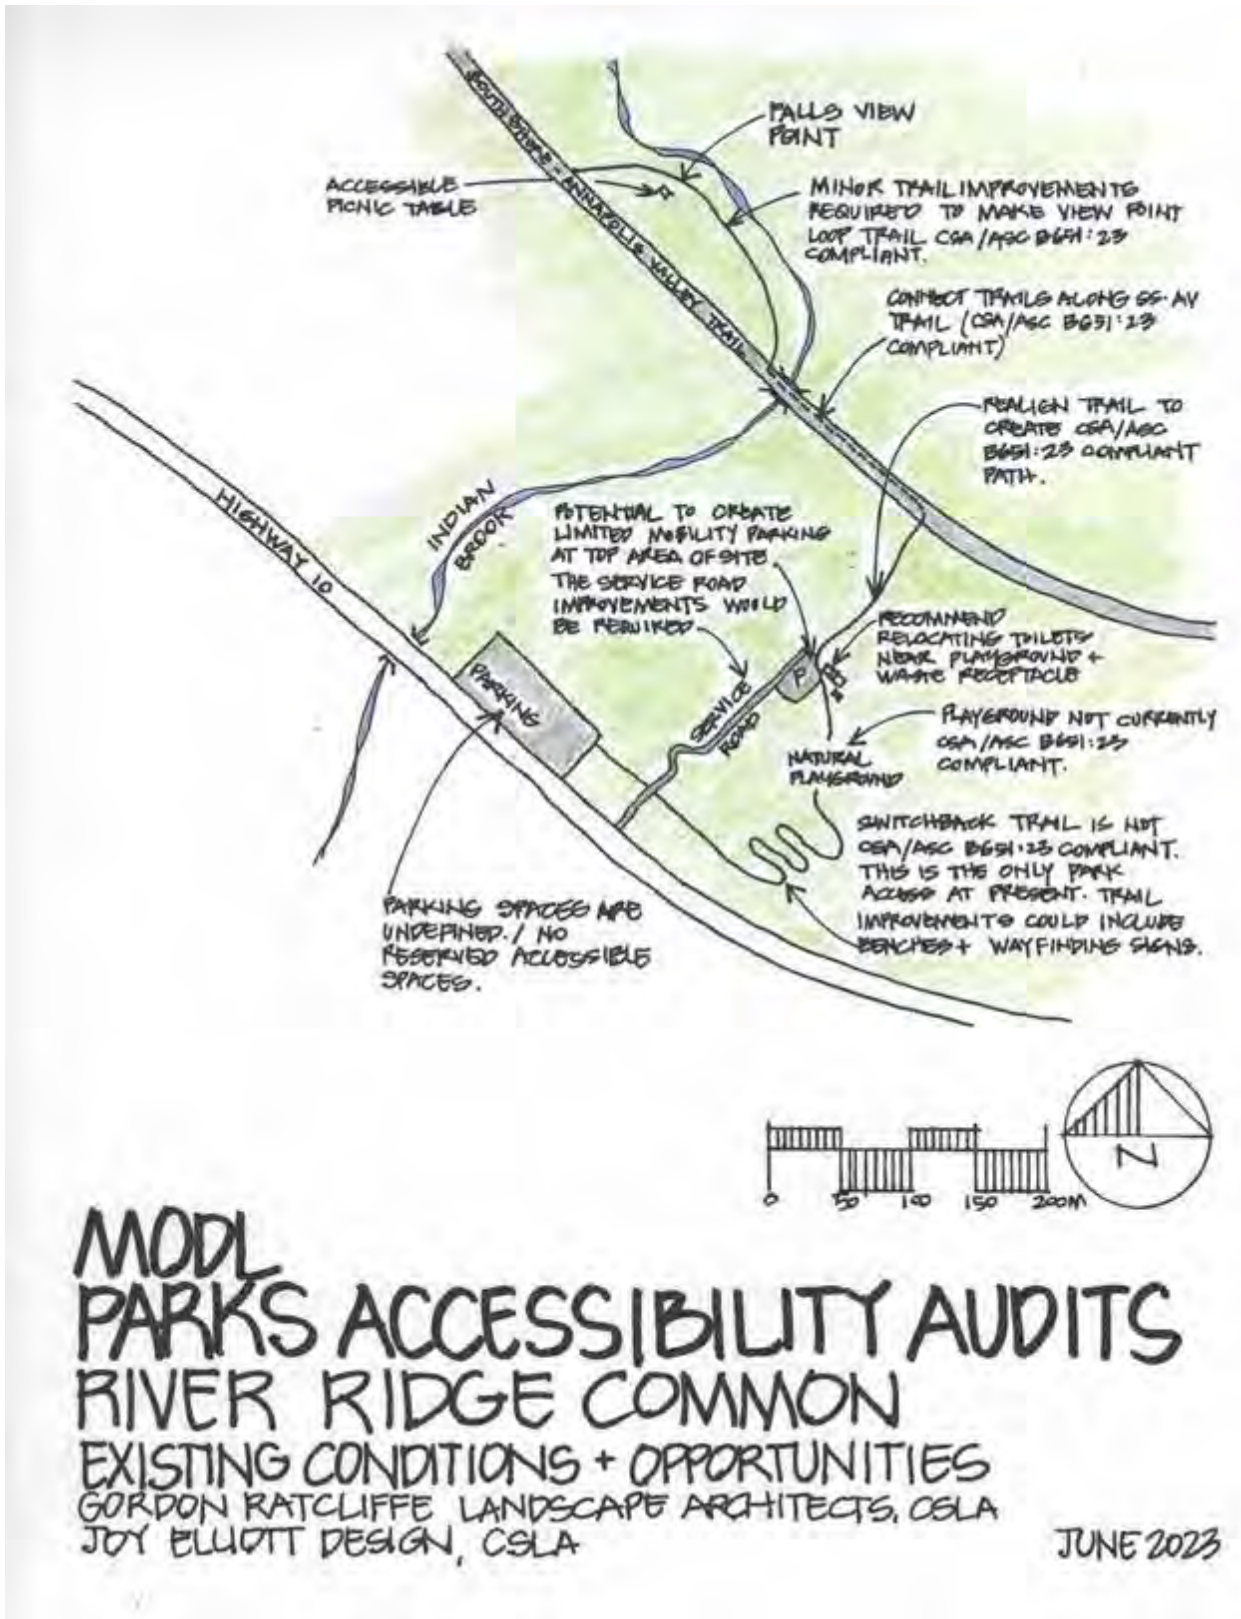 SOUTH SHORE - ANNAPOLIS VALLEY TRAIL
FALLS VIEW
POINT
ACCESSIBLE
PICNIC TABLE
MINOR TRAIL IMPROVEMENTS
REQUIRED TO MAKE VIEW POINT
LOOP TRAIL CSA/ASC B651:23
COMPLIANT.
CONNECT TRAILS ALONG SS-AV
TRAIL (CSA/ASC B651:23
COMPLIANT)
REALIGN TRAIL TO
CREATE CSA/ASC
B651:23 COMPLIANT
PATH.
HIGHWAY 10
INDIAN
BROOK
POTENTIAL TO CREATE
LIMITED MOBILITY PARKING
AT TOP AREA OF SITE.
THE SERVICE ROAD
IMPROVEMENTS WOULD
BE REQUIRED
RECOMMEND
RELOCATING TOILETS
NEAR PLAYGROUND +
WASTE RECEPTACLE
P
PARKING
SERVICE
ROAD
PLAYGROUND NOT CURRENTLY
CSA/ASC B651:23
COMPLIANT.
NATURAL
PLAYGROUND
SWITCHBACK TRAIL IS NOT
CSA/ASC B651:23 COMPLIANT.
THIS IS THE ONLY PARK
ACCESS AT PRESENT. TRAIL
IMPROVEMENTS COULD INCLUDE
BENCHES + WAYFINDING SIGNS.
PARKING SPACES ARE
UNDEFINED. / NO
RESERVED ACCESSIBLE
SPACES.
N
0 50 100 150 200M
MODL
PARKS ACCESSIBILITY AUDITS
RIVER RIDGE COMMON
EXISTING CONDITIONS + OPPORTUNITIES
GORDON RATCLIFFE LANDSCAPE ARCHITECTS, CSLA
JOY ELLIOTT DESIGN, CSLA
JUNE 2023